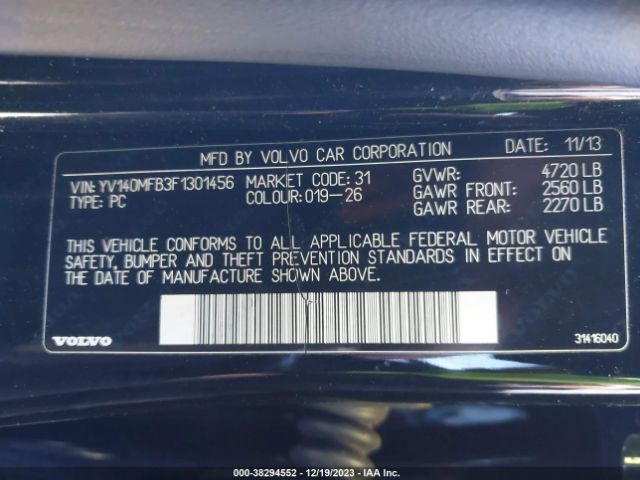 MFD BY VOLVO CAR CORPORATION DATE: 11/13
VIN: YV140MFB3F1301456 MARKET CODE: 31 GVWR: 4720 LB
TYPE: PC COLOUR: 019-26 GAWR FRONT: 2560 LB
GAWR REAR: 2270 LB
THIS VEHICLE CONFORMS TO ALL APPLICABLE FEDERAL MOTOR VEHICLE
SAFETY, BUMPER AND THEFT PREVENTION STANDARDS IN EFFECT ON
THE DATE OF MANUFACTURE SHOWN ABOVE.
VOLVO 31416040
000-38294552 - 12/19/2023 - IAAI.com